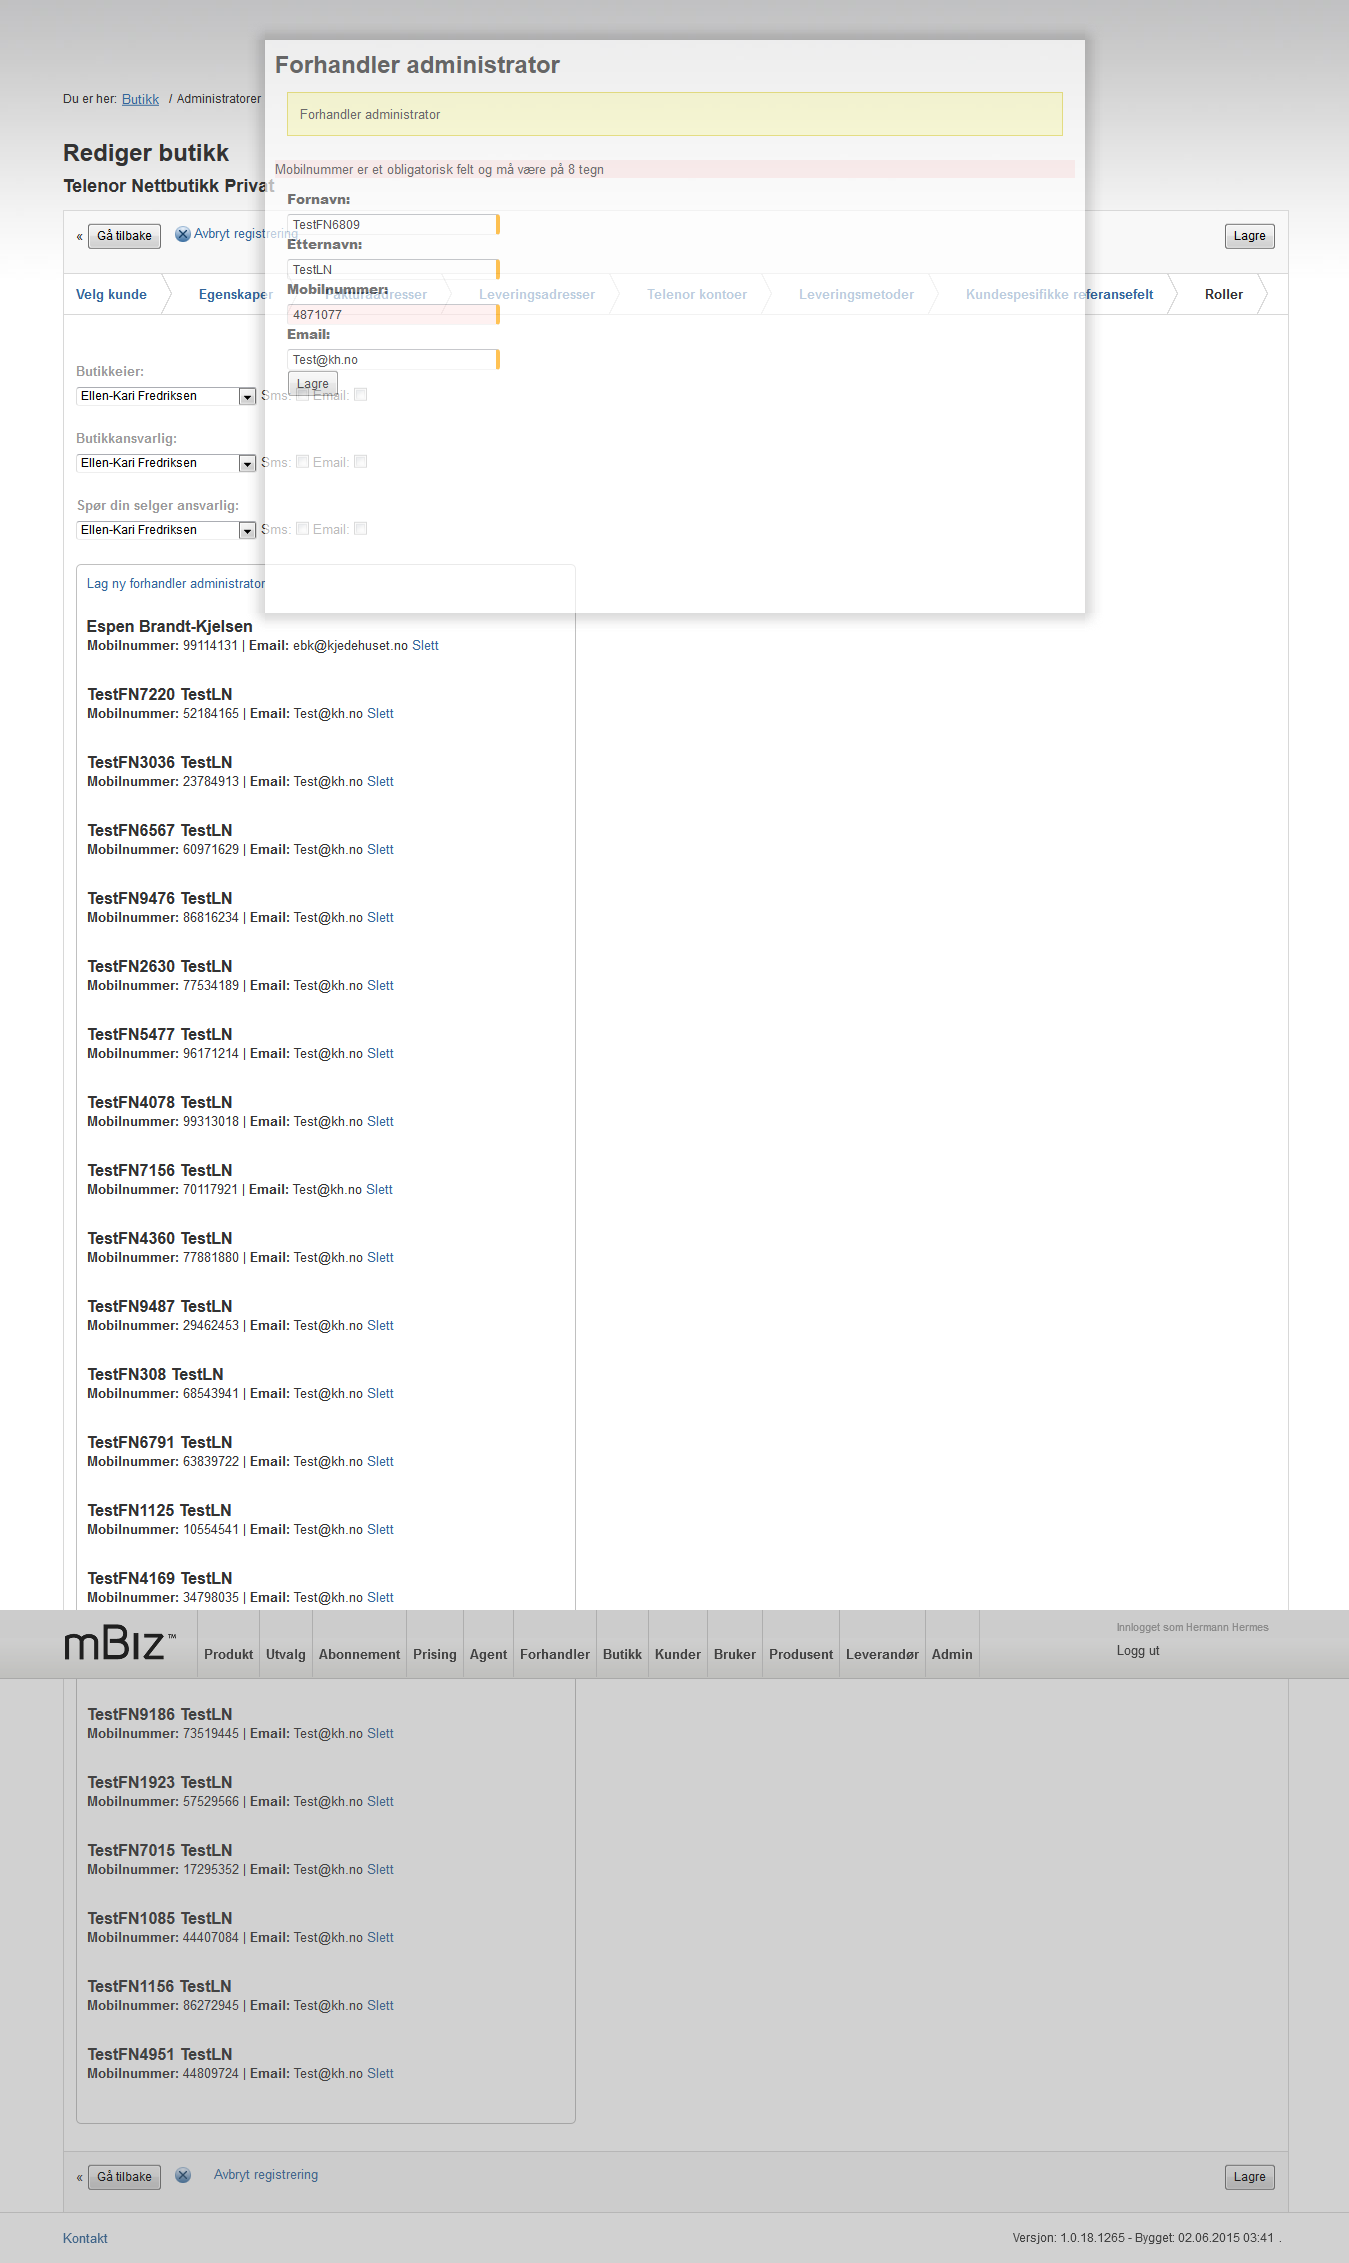 Forhandler administrator
Du er her: Butikk / Administratorer
Forhandler administrator
Rediger butikk
Mobilnummer er et obligatorisk felt og må være på 8 tegn
Telenor Nettbutikk Privat
Fornavn:
TestFN6809
« Gå tilbake Avbryt registrering Lagre
Etternavn:
TestLN
Mobilnummer:
Velg kunde Egenskaper Fakturaadresser Leveringsadresser Telenor kontoer Leveringsmetoder Kundespesifikke referansefelt Roller
4871077
Email:
Test@kh.no
Lagre
Butikkeier:
Ellen-Kari Fredriksen Sms: Email:
Butikkansvarlig:
Ellen-Kari Fredriksen Sms: Email:
Spør din selger ansvarlig:
Ellen-Kari Fredriksen Sms: Email:
Lag ny forhandler administrator
Espen Brandt-Kjelsen
Mobilnummer: 99114131 | Email: ebk@kjedehuset.no Slett
TestFN7220 TestLN
Mobilnummer: 52184165 | Email: Test@kh.no Slett
TestFN3036 TestLN
Mobilnummer: 23784913 | Email: Test@kh.no Slett
TestFN6567 TestLN
Mobilnummer: 60971629 | Email: Test@kh.no Slett
TestFN9476 TestLN
Mobilnummer: 86816234 | Email: Test@kh.no Slett
TestFN2630 TestLN
Mobilnummer: 77534189 | Email: Test@kh.no Slett
TestFN5477 TestLN
Mobilnummer: 96171214 | Email: Test@kh.no Slett
TestFN4078 TestLN
Mobilnummer: 99313018 | Email: Test@kh.no Slett
TestFN7156 TestLN
Mobilnummer: 70117921 | Email: Test@kh.no Slett
TestFN4360 TestLN
Mobilnummer: 77881880 | Email: Test@kh.no Slett
TestFN9487 TestLN
Mobilnummer: 29462453 | Email: Test@kh.no Slett
TestFN308 TestLN
Mobilnummer: 68543941 | Email: Test@kh.no Slett
TestFN6791 TestLN
Mobilnummer: 63839722 | Email: Test@kh.no Slett
TestFN1125 TestLN
Mobilnummer: 10554541 | Email: Test@kh.no Slett
TestFN4169 TestLN
Mobilnummer: 34798035 | Email: Test@kh.no Slett
Innlogget som Hermann Hermes
mBiz™ Produkt Utvalg Abonnement Prising Agent Forhandler Butikk Kunder Bruker Produsent Leverandør Admin Logg ut
TestFN9186 TestLN
Mobilnummer: 73519445 | Email: Test@kh.no Slett
TestFN1923 TestLN
Mobilnummer: 57529566 | Email: Test@kh.no Slett
TestFN7015 TestLN
Mobilnummer: 17295352 | Email: Test@kh.no Slett
TestFN1085 TestLN
Mobilnummer: 44407084 | Email: Test@kh.no Slett
TestFN1156 TestLN
Mobilnummer: 86272945 | Email: Test@kh.no Slett
TestFN4951 TestLN
Mobilnummer: 44809724 | Email: Test@kh.no Slett
« Gå tilbake Avbryt registrering Lagre
Kontakt Versjon: 1.0.18.1265 - Bygget: 02.06.2015 03:41 .